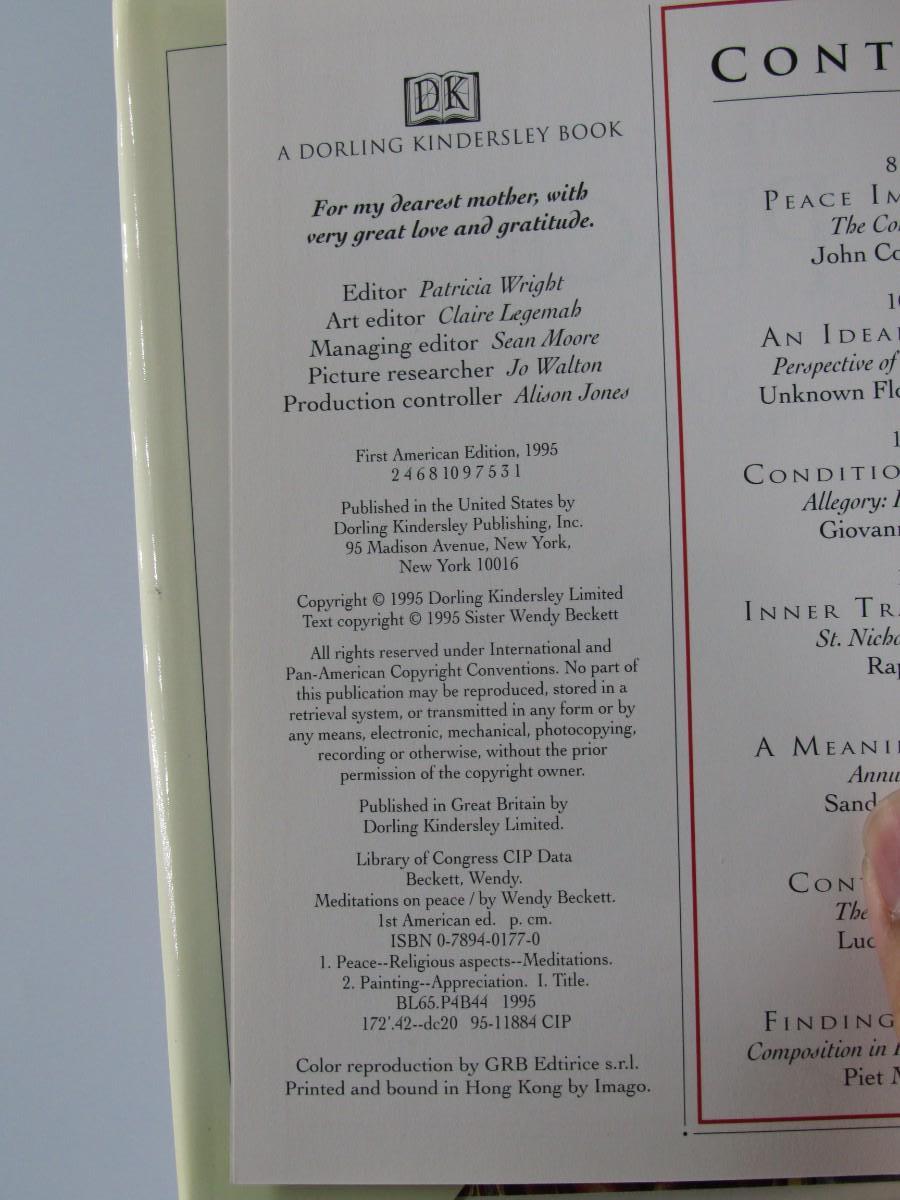 DK
A DORLING KINDERSLEY BOOK
For my dearest mother, with
very great love and gratitude.
Editor Patricia Wright
Art editor Claire Legemah
Managing editor Sean Moore
Picture researcher Jo Walton
Production controller Alison Jones
First American Edition, 1995
2 4 6 8 10 9 7 5 3 1
Published in the United States by
Dorling Kindersley Publishing, Inc.
95 Madison Avenue, New York,
New York 10016
Copyright © 1995 Dorling Kindersley Limited
Text copyright © 1995 Sister Wendy Beckett
All rights reserved under International and
Pan-American Copyright Conventions. No part of
this publication may be reproduced, stored in a
retrieval system, or transmitted in any form or by
any means, electronic, mechanical, photocopying,
recording or otherwise, without the prior
permission of the copyright owner.
Published in Great Britain by
Dorling Kindersley Limited.
Library of Congress CIP Data
Beckett, Wendy.
Meditations on peace / by Wendy Beckett.
1st American ed. p. cm.
ISBN 0-7894-0177-0
1. Peace--Religious aspects--Meditations.
2. Painting--Appreciation. I. Title.
BL65.P4B44 1995
172'.42--dc20 95-11884 CIP
Color reproduction by GRB Edtirice s.r.l.
Printed and bound in Hong Kong by Imago.
CONT
8
PEACE IM
The Co
John Co
AN IDEA
Perspective of
Unknown Flo
CONDITIO
Allegory:
Giovan
INNER TRA
St. Nicho
Rap
A MEANI
Annu
Sand
CON
The
Luc
FINDING
Composition in
Piet